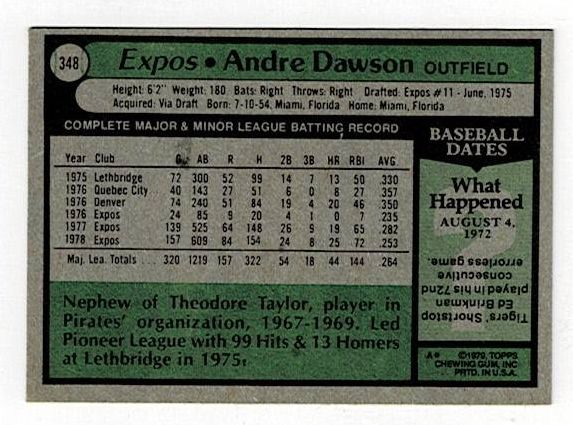 348
Expos • Andre Dawson OUTFIELD
Height: 6'2" Weight: 180 Bats: Right Throws: Right Drafted: Expos #11 - June, 1975
Acquired: Via Draft Born: 7-10-54, Miami, Florida Home: Miami, Florida
COMPLETE MAJOR & MINOR LEAGUE BATTING RECORD
Year Club G AB R H 2B 3B HR RBI AVG
1975 Lethbridge 72 300 52 99 14 7 13 50 .330
1976 Quebec City 40 143 27 51 6 0 8 27 .357
1976 Denver 74 240 51 84 19 4 20 46 .350
1976 Expos 24 85 9 20 4 1 0 7 .235
1977 Expos 139 525 64 148 26 9 19 65 .282
1978 Expos 157 609 84 154 24 8 25 72 .253
Maj. Lea. Totals ... 320 1219 157 322 54 18 44 144 .264
Nephew of Theodore Taylor, player in
Pirates' organization, 1967-1969. Led
Pioneer League with 99 Hits & 13 Homers
at Lethbridge in 1975.
BASEBALL
DATES
What
Happened
AUGUST 4,
1972
?
Tigers' Shortstop
Ed Brinkman
played in his 72nd
consecutive
errorless game.
A* ©1979, TOPPS
CHEWING GUM, INC
PRTD. IN U.S.A.